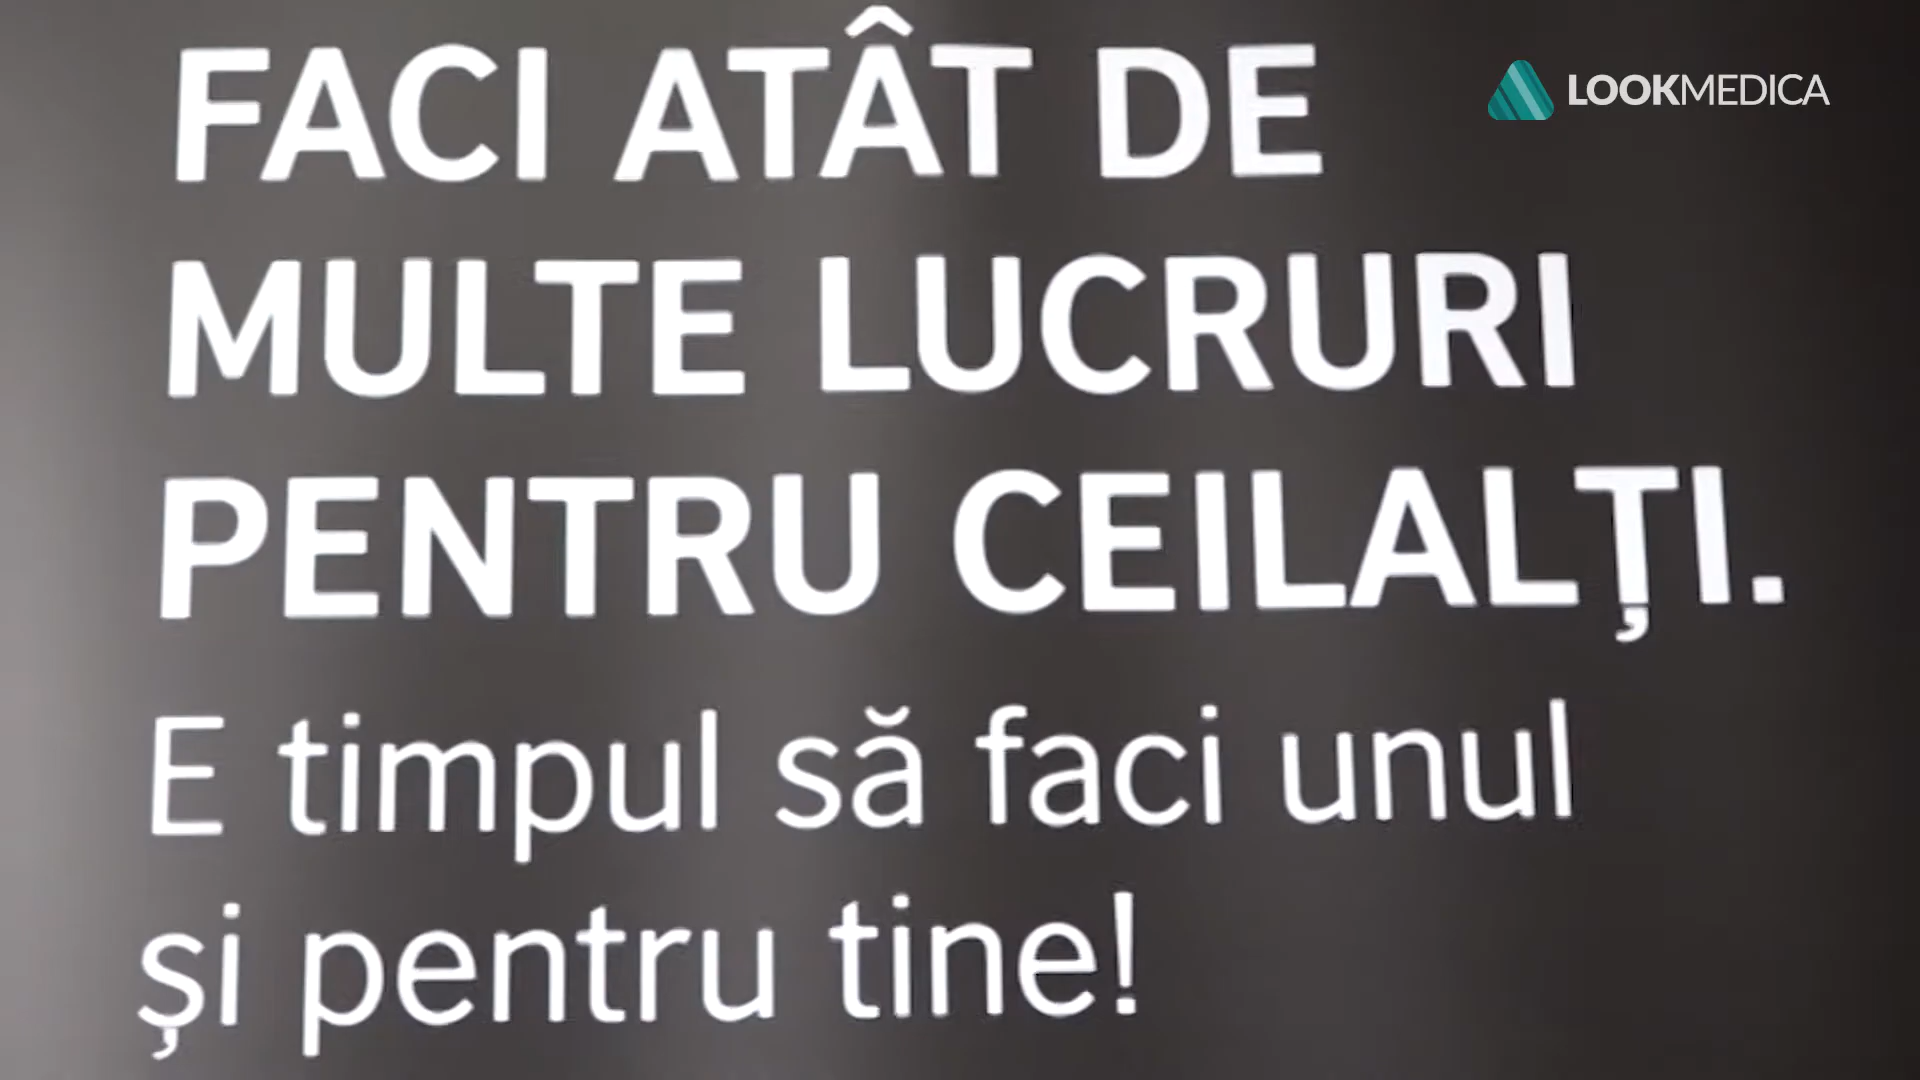 FACI ATÂT DE
LOOKMEDICA
MULTE LUCRURI
PENTRU CEILALȚI.
E timpul să faci unul
și pentru tine!